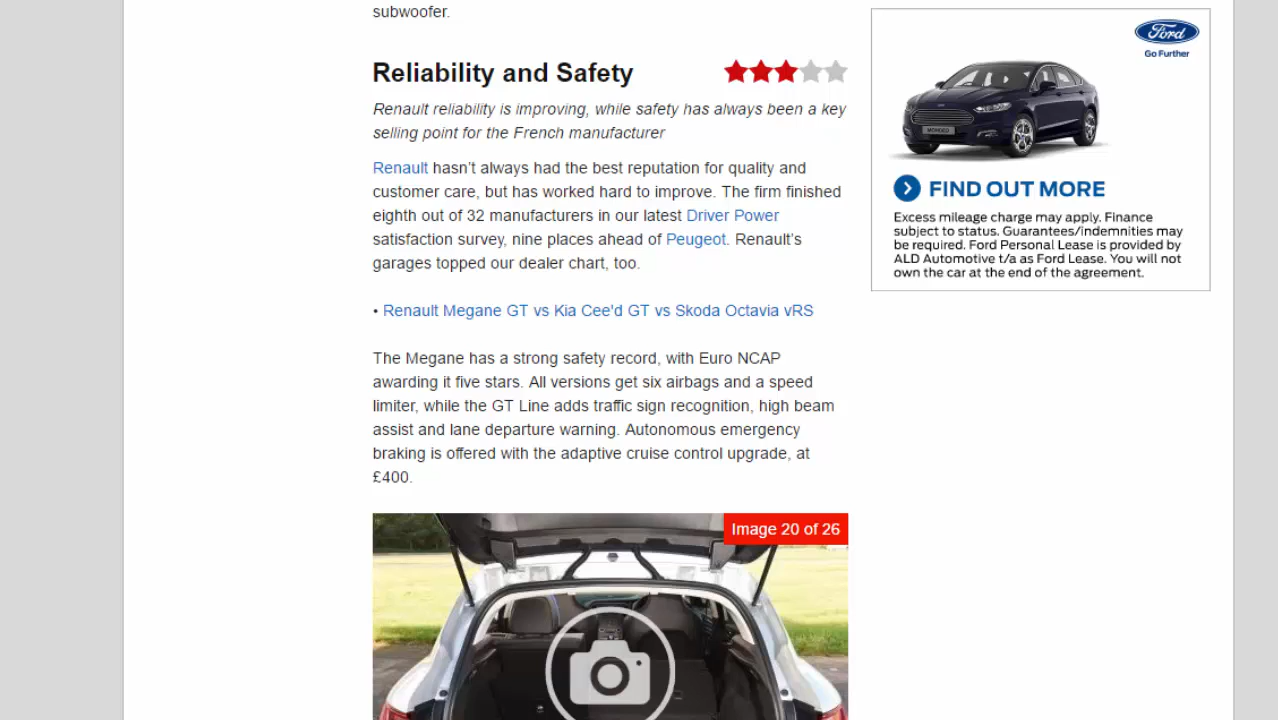 subwoofer.
Reliability and Safety
Renault reliability is improving, while safety has always been a key
selling point for the French manufacturer
Renault hasn’t always had the best reputation for quality and
customer care, but has worked hard to improve. The firm finished
eighth out of 32 manufacturers in our latest Driver Power
satisfaction survey, nine places ahead of Peugeot. Renault’s
garages topped our dealer chart, too.
• Renault Megane GT vs Kia Cee'd GT vs Skoda Octavia vRS
The Megane has a strong safety record, with Euro NCAP
awarding it five stars. All versions get six airbags and a speed
limiter, while the GT Line adds traffic sign recognition, high beam
assist and lane departure warning. Autonomous emergency
braking is offered with the adaptive cruise control upgrade, at
£400.
Image 20 of 26
Ford
Go Further
MONDEO
FIND OUT MORE
Excess mileage charge may apply. Finance
subject to status. Guarantees/indemnities may
be required. Ford Personal Lease is provided by
ALD Automotive t/a as Ford Lease. You will not
own the car at the end of the agreement.